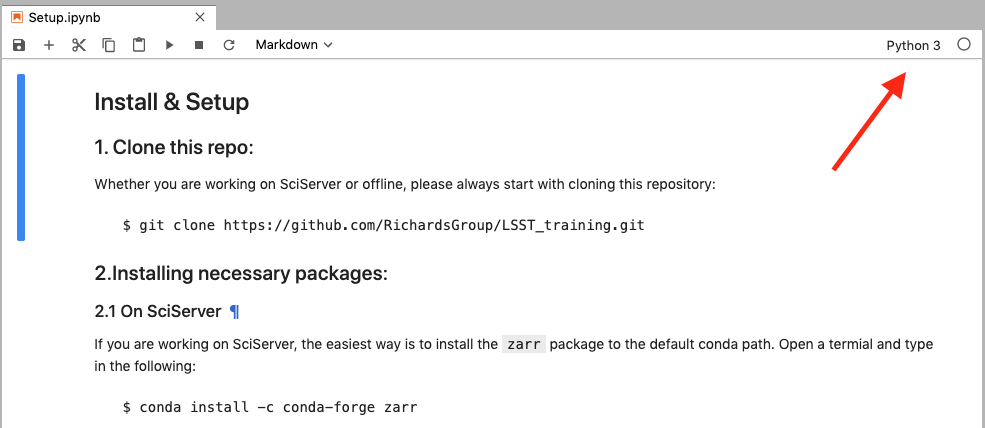 Setup.ipynb
Markdown
Python 3
Install & Setup
1. Clone this repo:
Whether you are working on SciServer or offline, please always start with cloning this repository:
$ git clone https://github.com/RichardsGroup/LSST_training.git
2.Installing necessary packages:
2.1 On SciServer ¶
If you are working on SciServer, the easiest way is to install the zarr package to the default conda path. Open a termial and type
in the following:
$ conda install -c conda-forge zarr